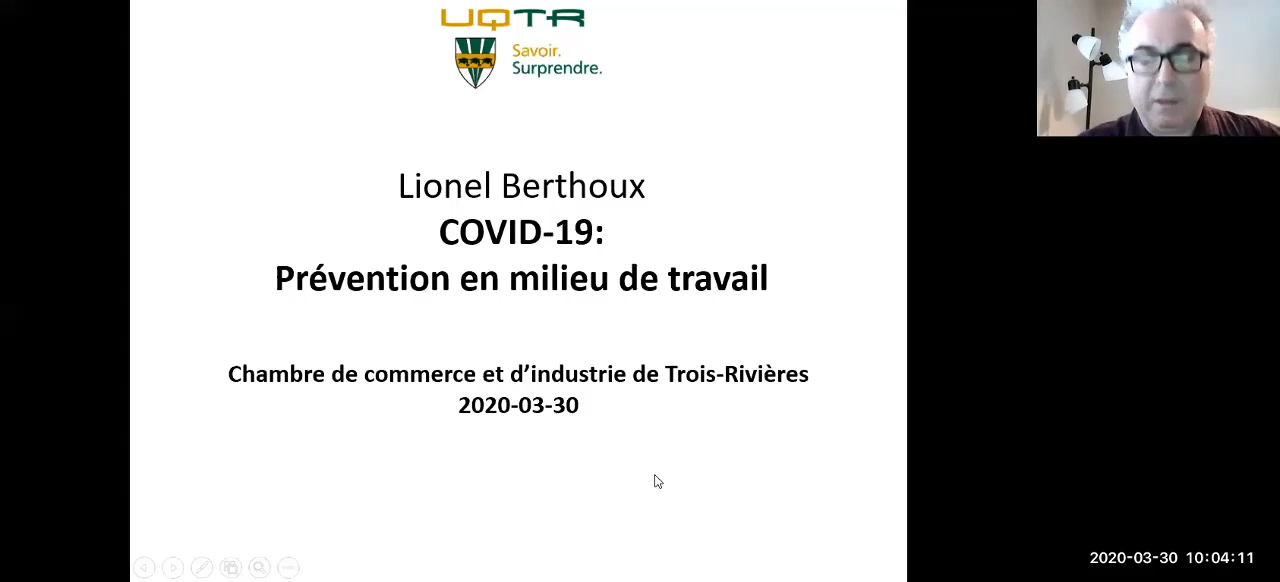 UQTR
Savoir.
Surprendre.
Lionel Berthoux
COVID-19:
Prévention en milieu de travail
Chambre de commerce et d’industrie de Trois-Rivières
2020-03-30
2020-03-30 10:04:11